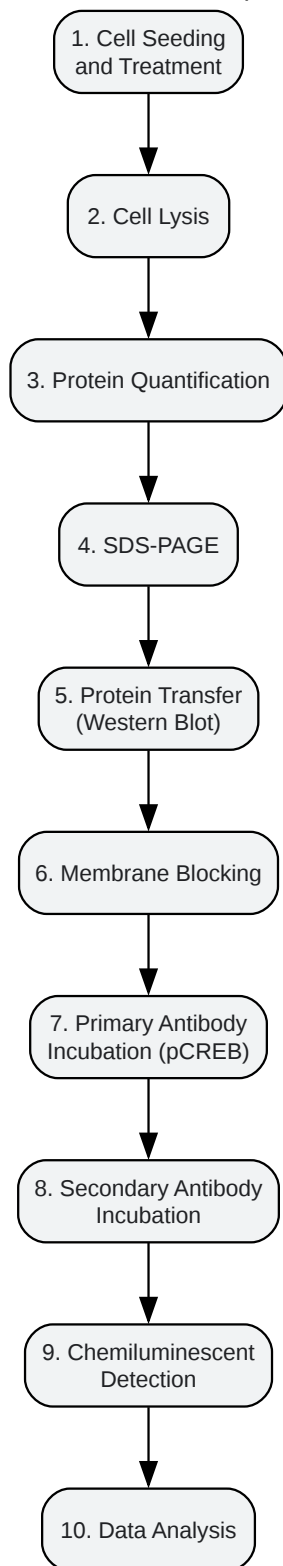 1. Cell Seeding
and Treatment
2. Cell Lysis
3. Protein Quantification
4. SDS-PAGE
5. Protein Transfer
(Western Blot)
6. Membrane Blocking
7. Primary Antibody
Incubation (pCREB)
8. Secondary Antibody
Incubation
9. Chemiluminescent
Detection
10. Data Analysis